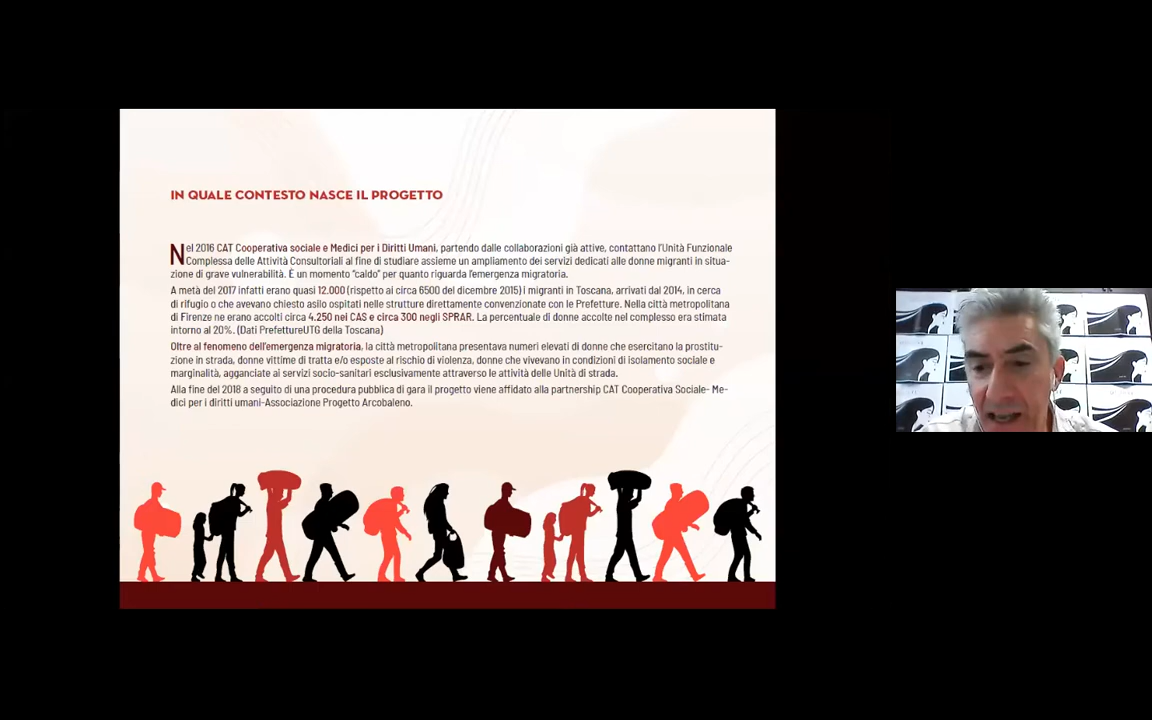 IN QUALE CONTESTO NASCE IL PROGETTO
Nel 2016 CAT Cooperativa sociale e Medici per i Diritti Umani, partendo dalle collaborazioni già attive, contattano l'Unità Funzionale
Complessa delle Attività Consultoriali al fine di studiare assieme un ampliamento dei servizi dedicati alle donne migranti in situa-
zione di grave vulnerabilità. È un momento "caldo" per quanto riguarda l'emergenza migratoria.
A metà del 2017 infatti erano quasi 12.000 (rispetto ai circa 6500 del dicembre 2015) i migranti in Toscana, arrivati dal 2014, in cerca
di rifugio o che avevano chiesto asilo ospitati nelle strutture direttamente convenzionate con le Prefetture. Nella città metropolitana
di Firenze ne erano accolti circa 4.250 nei CAS e circa 300 negli SPRAR. La percentuale di donne accolte nel complesso era stimata
intorno al 20%. (Dati PrefettureUTG della Toscana)
Oltre al fenomeno dell'emergenza migratoria, la città metropolitana presentava numeri elevati di donne che esercitano la prostitu-
zione in strada, donne vittime di tratta e/o esposte al rischio di violenza, donne che vivevano in condizioni di isolamento sociale e
marginalità, agganciate ai servizi socio-sanitari esclusivamente attraverso le attività delle Unità di strada.
Alla fine del 2018 a seguito di una procedura pubblica di gara il progetto viene affidato alla partnership CAT Cooperativa Sociale- Me-
dici per i diritti umani-Associazione Progetto Arcobaleno.